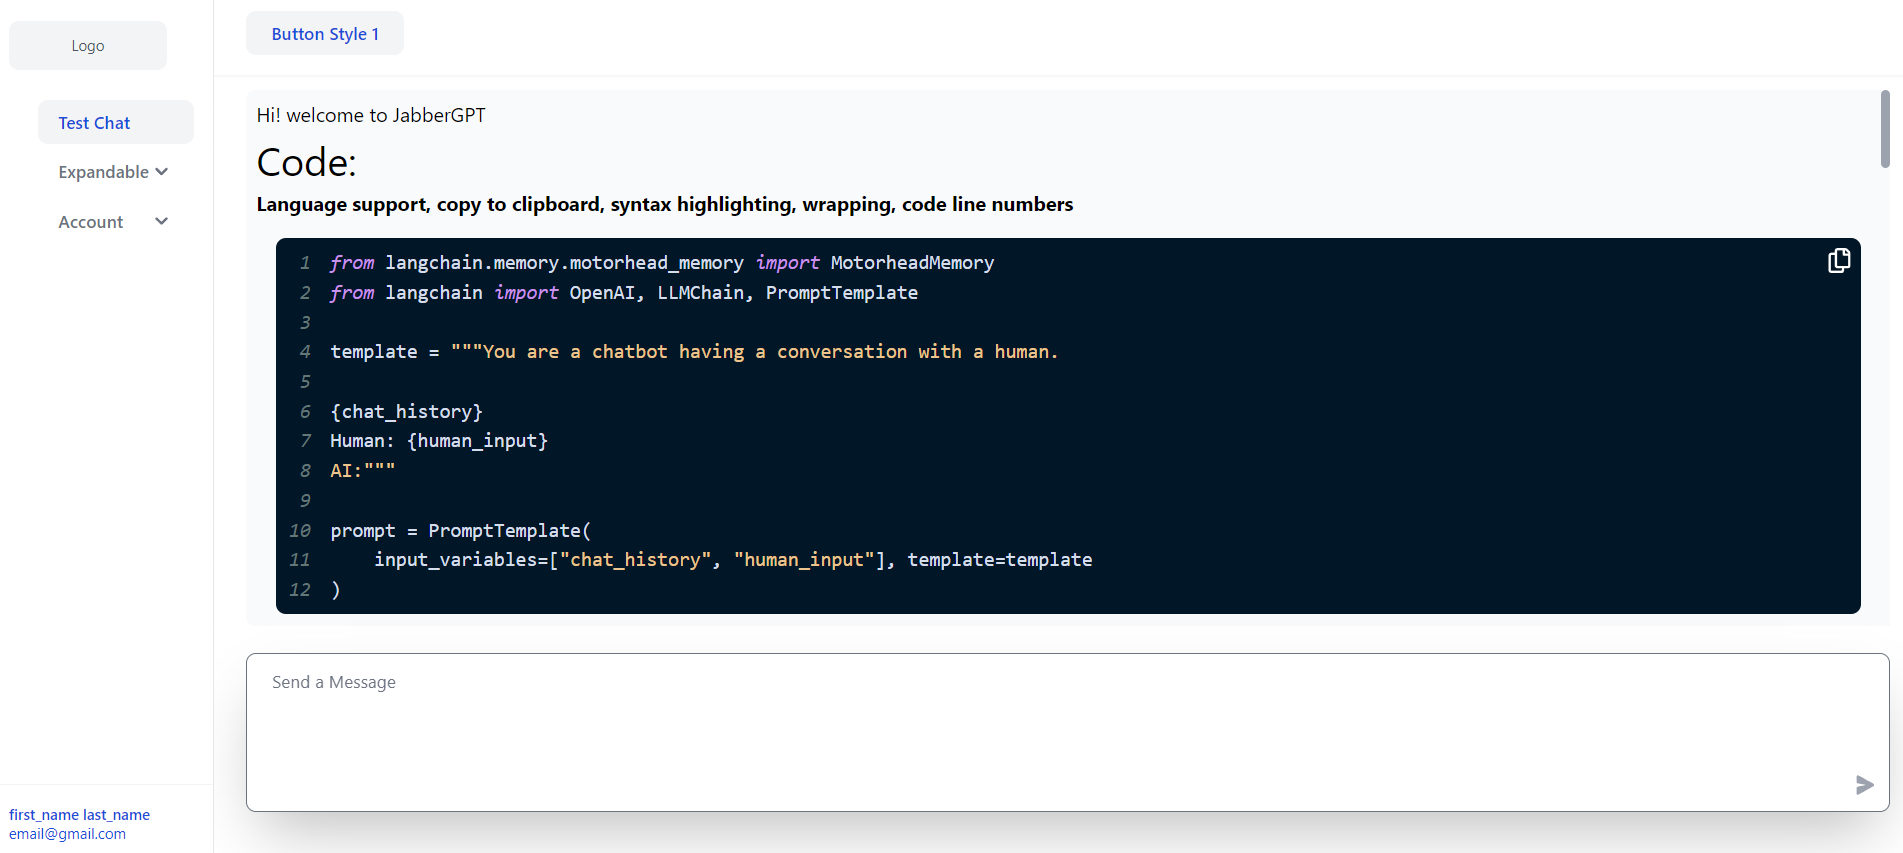 Logo
Button Style 1
Test Chat
Expandable
Account
Hi! welcome to JabberGPT
Code:
Language support, copy to clipboard, syntax highlighting, wrapping, code line numbers
1 from langchain.memory.motorhead_memory import MotorheadMemory
2 from langchain import OpenAI, LLMChain, PromptTemplate
3
4 template = """You are a chatbot having a conversation with a human.
5
6 {chat_history}
7 Human: {human_input}
8 AI:"""
9
10 prompt = PromptTemplate(
11     input_variables=["chat_history", "human_input"], template=template
12 )
Send a Message
first_name last_name
email@gmail.com